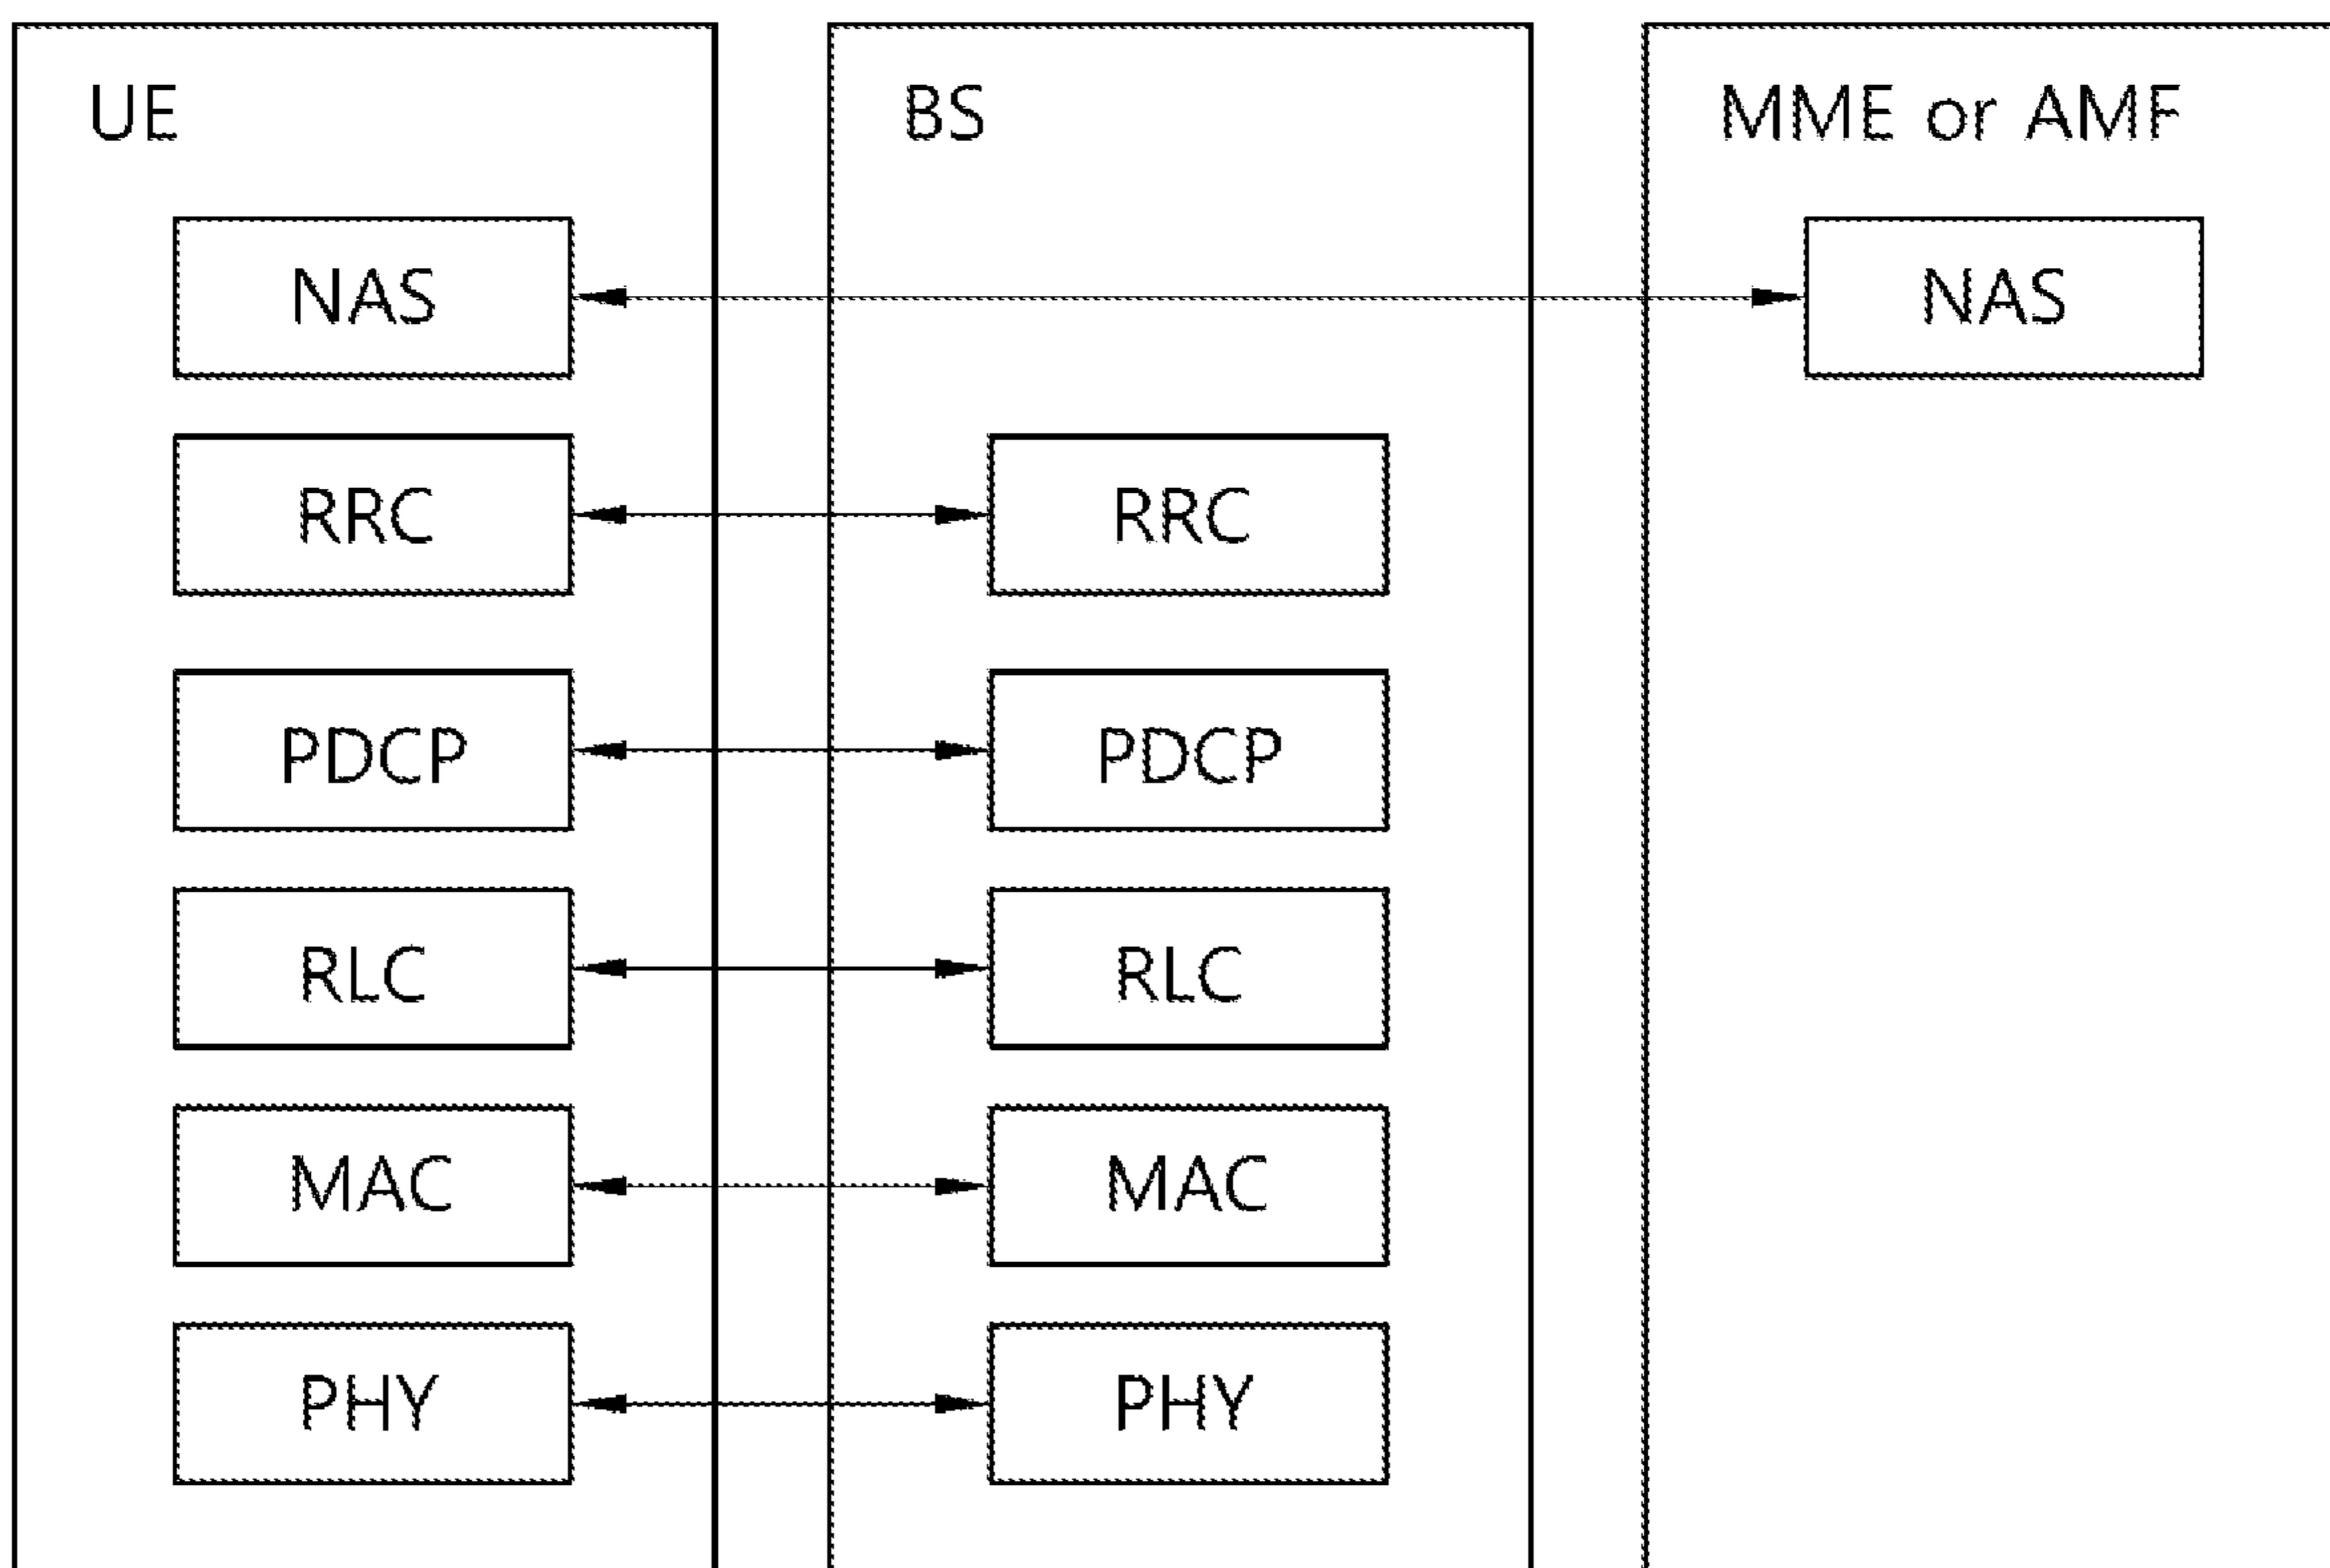 UE
BS
MME or AMF
NAS
NAS
RRC
RRC
PDCP
PDCP
RLC
RLC
MAC
MAC
PHY
PHY